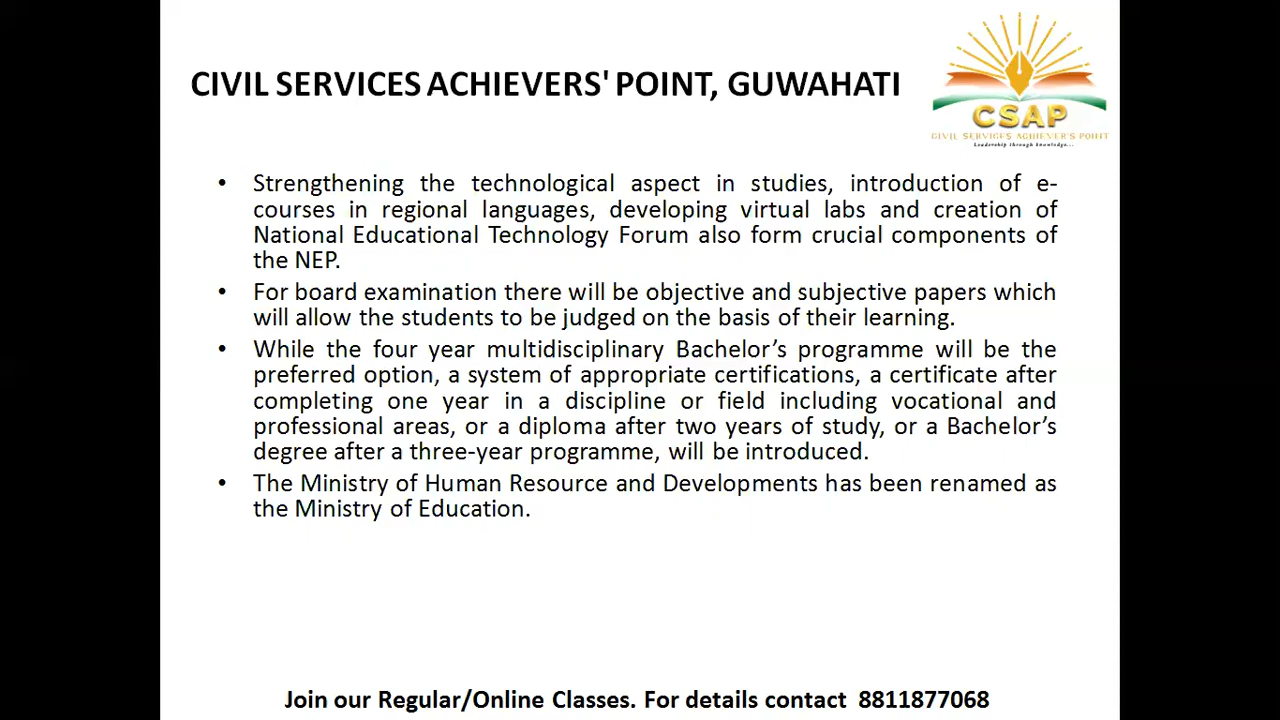 CIVIL SERVICES ACHIEVERS' POINT, GUWAHATI
CSAP
CIVIL SERVICES ACHIEVER'S POINT
Leadership through knowledge...
• Strengthening the technological aspect in studies, introduction of e-
courses in regional languages, developing virtual labs and creation of
National Educational Technology Forum also form crucial components of
the NEP.
• For board examination there will be objective and subjective papers which
will allow the students to be judged on the basis of their learning.
• While the four year multidisciplinary Bachelor’s programme will be the
preferred option, a system of appropriate certifications, a certificate after
completing one year in a discipline or field including vocational and
professional areas, or a diploma after two years of study, or a Bachelor’s
degree after a three-year programme, will be introduced.
• The Ministry of Human Resource and Developments has been renamed as
the Ministry of Education.
Join our Regular/Online Classes. For details contact 8811877068